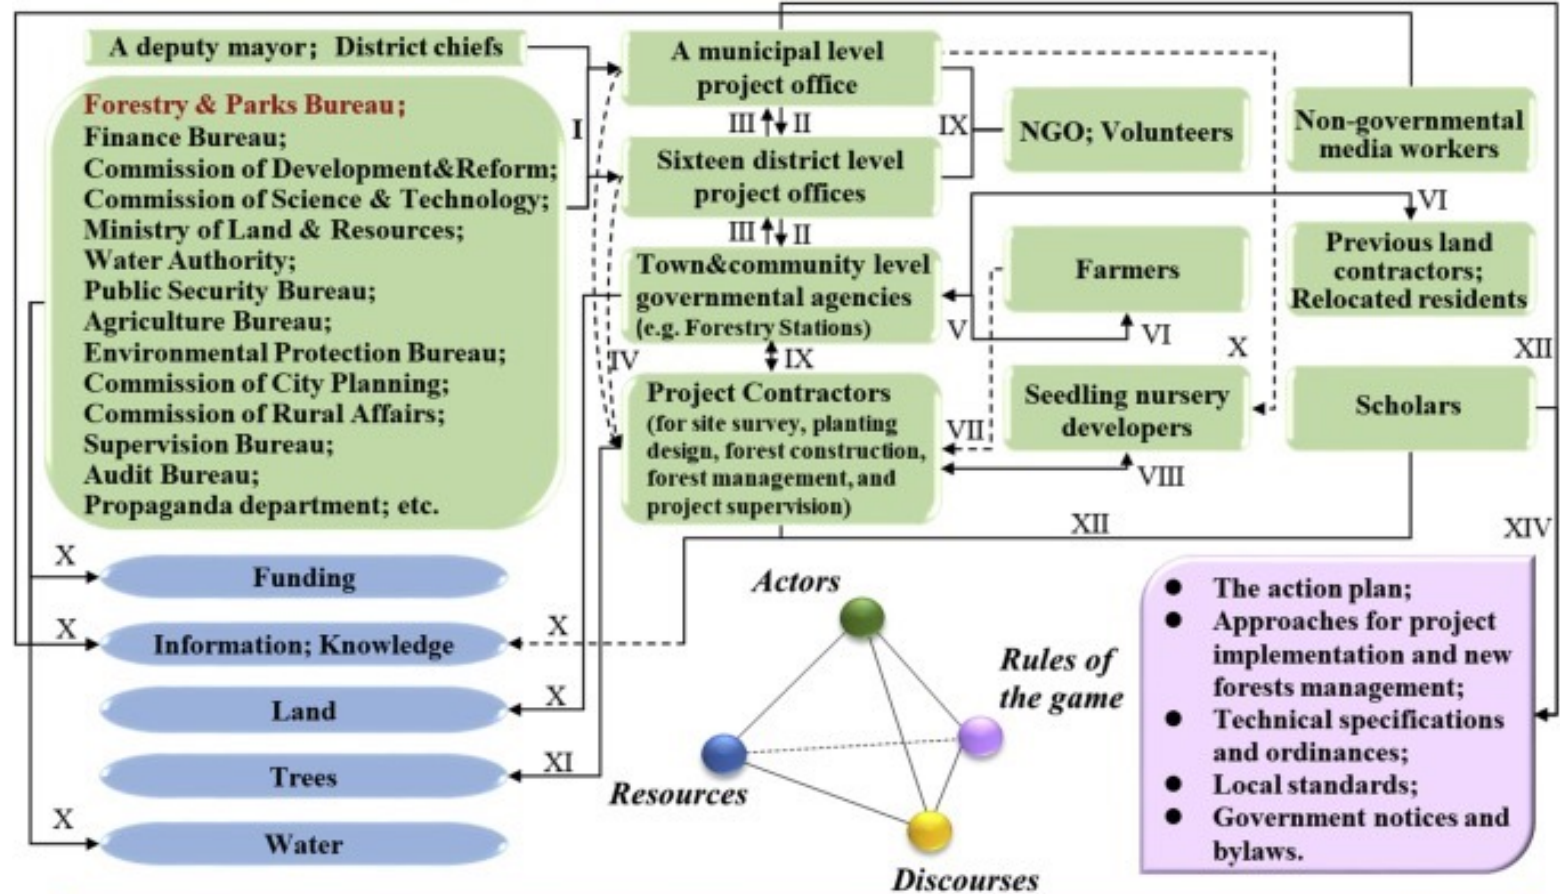 A deputy mayor; District chiefs
Forestry & Parks Bureau;
Finance Bureau;
Commission of Development&Reform;
Commission of Science & Technology;
Ministry of Land & Resources;
Water Authority;
Public Security Bureau;
Agriculture Bureau;
Environmental Protection Bureau;
Commission of City Planning;
Commission of Rural Affairs;
Supervision Bureau;
Audit Bureau;
Propaganda department; etc.
I
A municipal level
project office
III
II
Sixteen district level
project offices
III
II
Town&community level
governmental agencies
(e.g. Forestry Stations)
IV
IX
Project Contractors
(for site survey, planting
design, forest construction,
forest management, and
project supervision)
IX
NGO; Volunteers
Non-governmental
media workers
VI
Farmers
Previous land
contractors;
Relocated residents
V
VI
X
XII
Seedling nursery
developers
Scholars
VII
VIII
XII
XIV
X
Funding
X
Information; Knowledge
X
Land
X
Trees
XI
X
Water
Actors
Rules of
the game
Resources
Discourses
● The action plan;
● Approaches for project
implementation and new
forests management;
● Technical specifications
and ordinances;
● Local standards;
● Government notices and
bylaws.